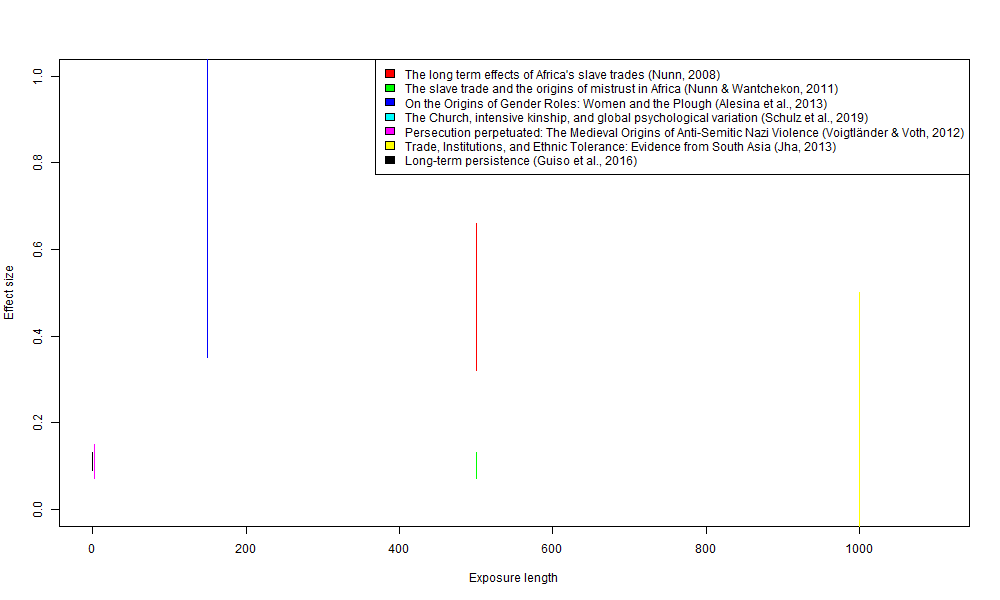 The long term effects of Africa's slave trades (Nunn, 2008)
The slave trade and the origins of mistrust in Africa (Nunn & Wantchekon, 2011)
On the Origins of Gender Roles: Women and the Plough (Alesina et al., 2013)
The Church, intensive kinship, and global psychological variation (Schulz et al., 2019)
Persecution perpetuated: The Medieval Origins of Anti-Semitic Nazi Violence (Voigtländer & Voth, 2012)
Trade, Institutions, and Ethnic Tolerance: Evidence from South Asia (Jha, 2013)
Long-term persistence (Guiso et al., 2016)
Effect size
1.0
0.8
0.6
0.4
0.2
0.0
0 200 400 600 800 1000
Exposure length